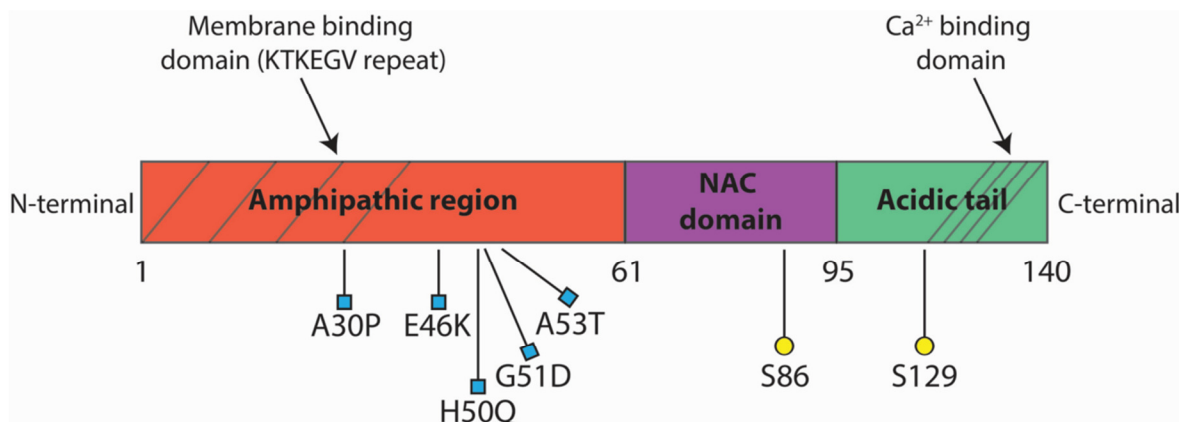 Membrane binding
domain (KTKEGV repeat)
Ca²⁺ binding
domain
N-terminal
Amphipathic region
NAC
domain
Acidic tail
C-terminal
1
61
95
140
A30P
E46K
A53T
G51D
H50O
S86
S129